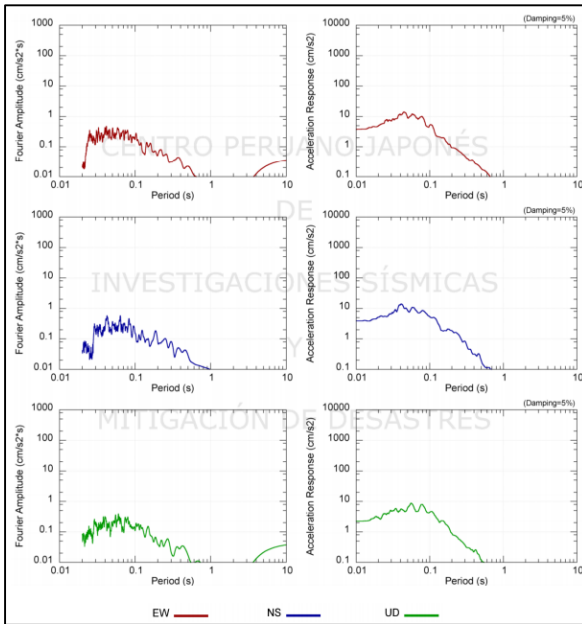 (Damping=5%)
Fourier Amplitude (cm/s2*s)
1000
100
10
1
0.1
0.01
0.01 0.1 1 10
Period (s)
Acceleration Response (cm/s2)
1000
100
10
1
0.1
0.01
0.01 0.1 1 10
Period (s)
CENTRO PERUANO JAPONÉS
DE
(Damping=5%)
Fourier Amplitude (cm/s2*s)
1000
100
10
1
0.1
0.01
0.01 0.1 1 10
Period (s)
Acceleration Response (cm/s2)
1000
100
10
1
0.1
0.1
0.01 0.1 1 10
Period (s)
INVESTIGACIONES SÍSMICAS
Y
(Damping=5%)
Fourier Amplitude (cm/s2*s)
1000
100
10
1
0.1
0.01
0.01 0.1 1 10
Period (s)
Acceleration Response (cm/s2)
1000
100
10
1
0.1
0.1
0.01 0.1 1 10
Period (s)
MITIGACIÓN DE DESASTRES
EW NS UD